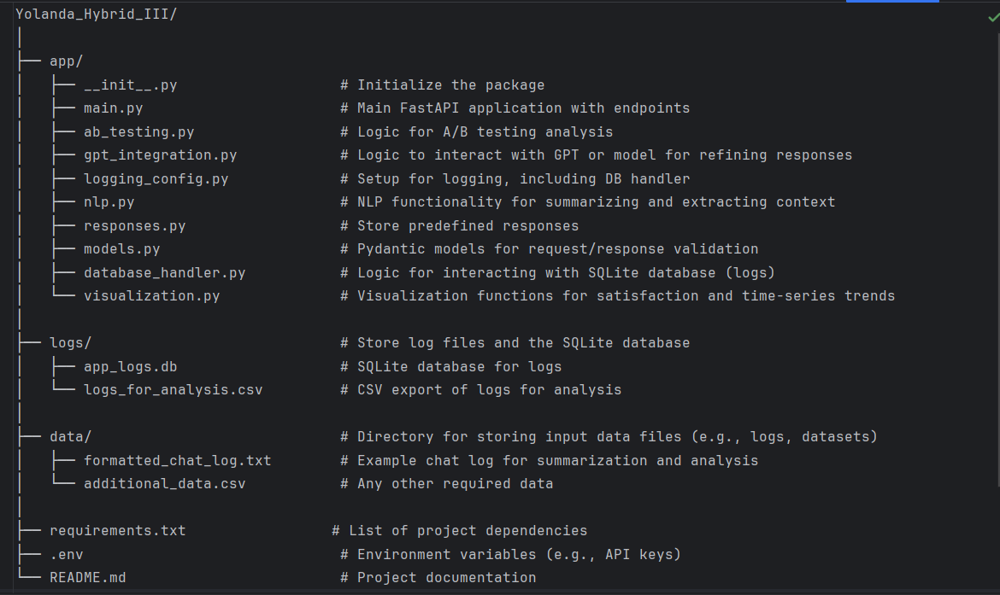 Yolanda_Hybrid_III/
│
├── app/
│   ├── __init__.py                   # Initialize the package
│   ├── main.py                       # Main FastAPI application with endpoints
│   ├── ab_testing.py                 # Logic for A/B testing analysis
│   ├── gpt_integration.py            # Logic to interact with GPT or model for refining responses
│   ├── logging_config.py             # Setup for logging, including DB handler
│   ├── nlp.py                        # NLP functionality for summarizing and extracting context
│   ├── responses.py                  # Store predefined responses
│   ├── models.py                     # Pydantic models for request/response validation
│   ├── database_handler.py           # Logic for interacting with SQLite database (logs)
│   └── visualization.py              # Visualization functions for satisfaction and time-series trends
│
├── logs/                             # Store log files and the SQLite database
│   ├── app_logs.db                   # SQLite database for logs
│   └── logs_for_analysis.csv         # CSV export of logs for analysis
│
├── data/                             # Directory for storing input data files (e.g., logs, datasets)
│   ├── formatted_chat_log.txt        # Example chat log for summarization and analysis
│   └── additional_data.csv           # Any other required data
│
├── requirements.txt                 # List of project dependencies
├── .env                              # Environment variables (e.g., API keys)
└── README.md                         # Project documentation